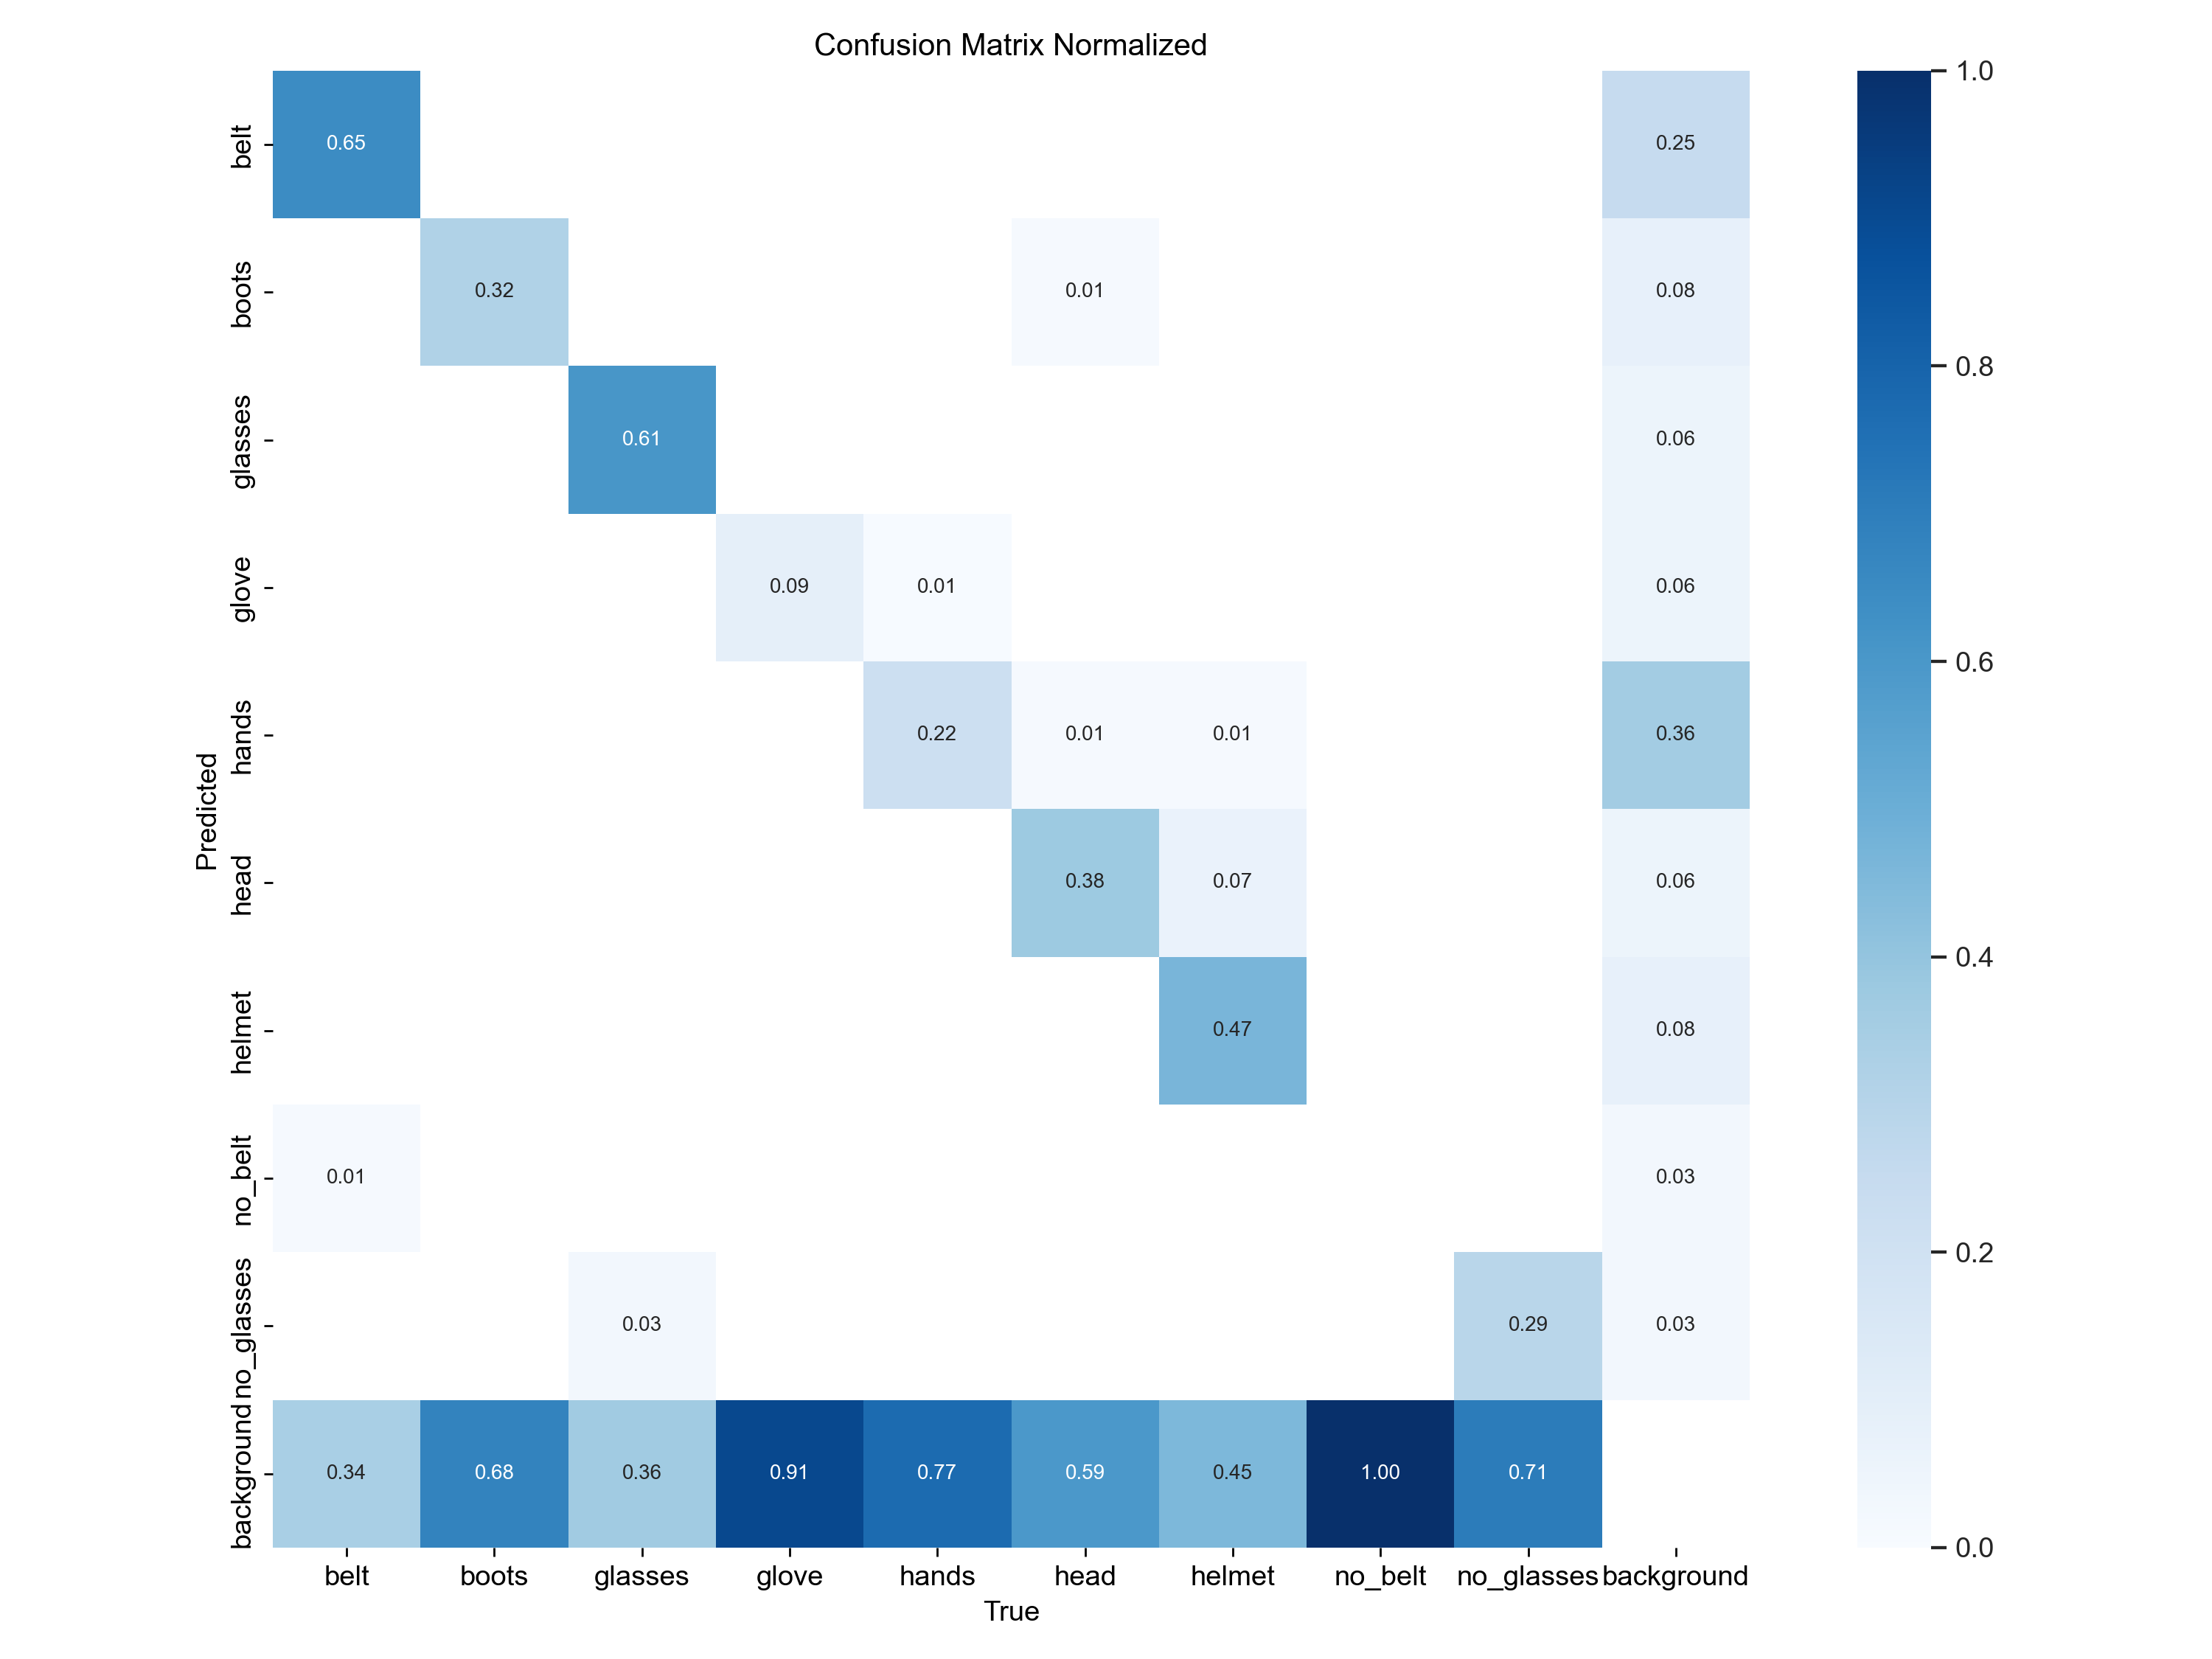 Confusion Matrix Normalized
belt 0.65 0.25
boots 0.32 0.01 0.08
glasses 0.61 0.06
glove 0.09 0.01 0.06
hands 0.22 0.01 0.01 0.36
head 0.38 0.07 0.06
helmet 0.47 0.08
no_belt 0.01 0.03
no_glasses 0.03 0.29 0.03
background 0.34 0.68 0.36 0.91 0.77 0.59 0.45 1.00 0.71
Predicted
belt boots glasses glove hands head helmet no_belt no_glasses background
True
1.0
0.8
0.6
0.4
0.2
0.0